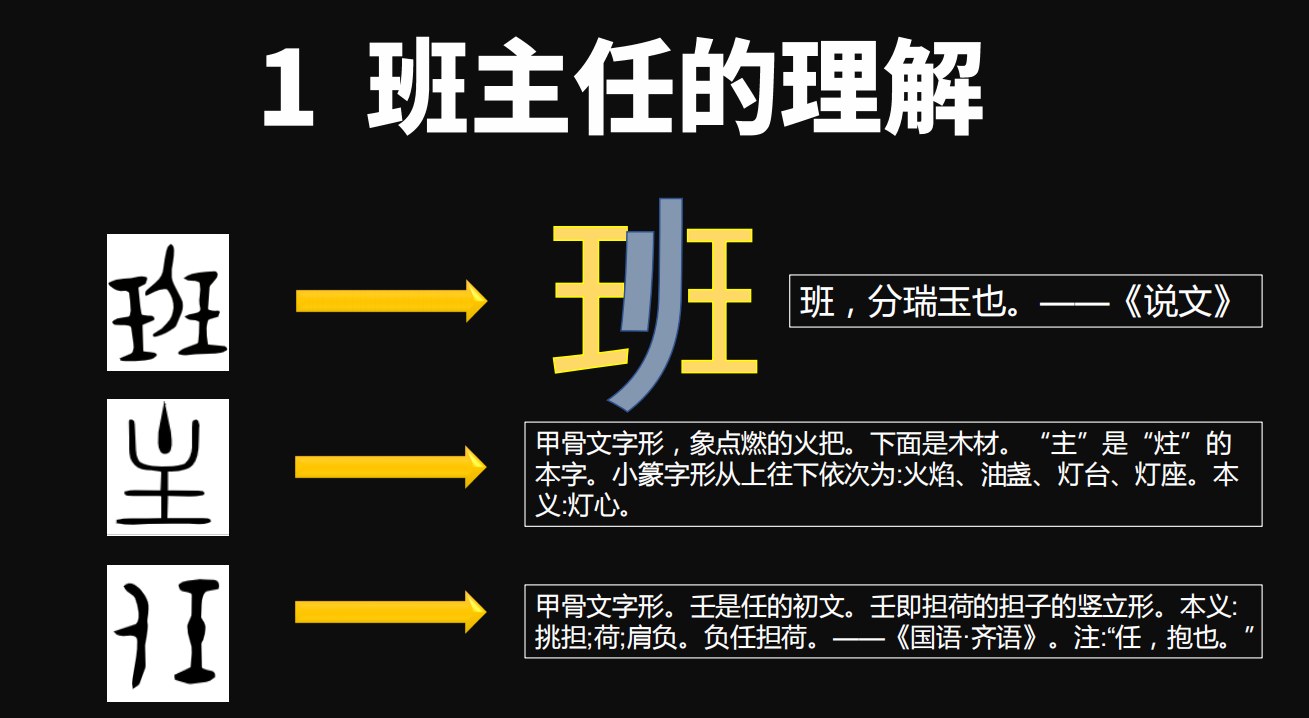 1 班主任的理解
班
班
班，分瑞玉也。——《说文》
主
甲骨文字形，象点燃的火把。下面是木材。“主”是“炷”的
本字。小篆字形从上往下依次为:火焰、油盏、灯台、灯座。本
义:灯心。
任
甲骨文字形。壬是任的初文。壬即担荷的担子的竖立形。本义:
挑担;荷;肩负。负任担荷。——《国语·齐语》。注:“任，抱也。”